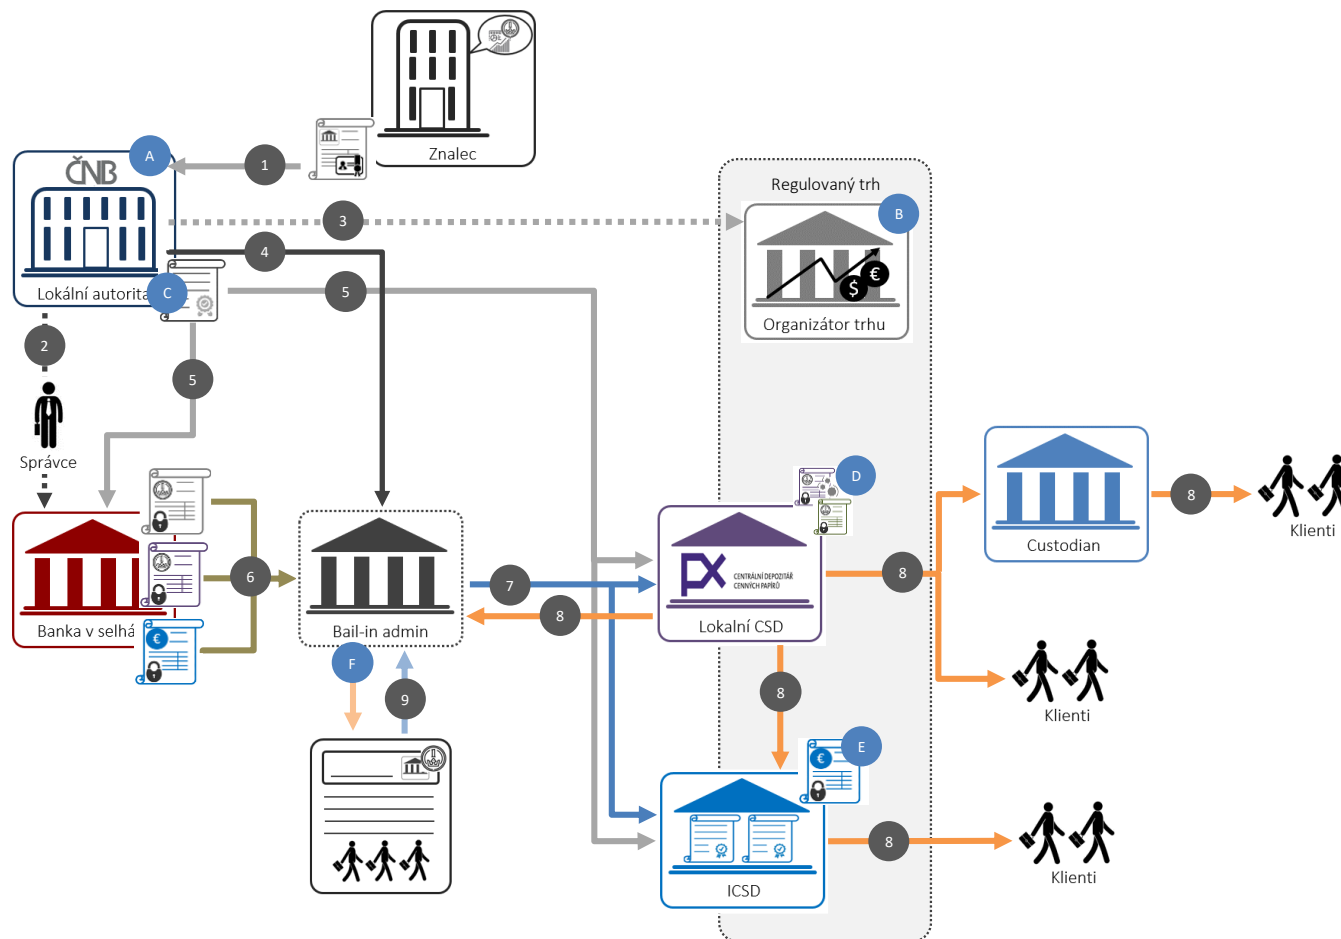 Znalec
A
1
ČNB
Regulovaný trh
B
3
4
Lokální autorita
C
5
$
€
Organizátor trhu
2
5
Správce
D
8
Klienti
Custodian
6
7
8
CENTRÁLNÍ DEPOZITÁŘ
CENNÝCH PAPÍRŮ
8
Banka v selhá
€
Bail-in admin
Lokalní CSD
F
9
8
Klienti
E
€
8
Klienti
ICSD